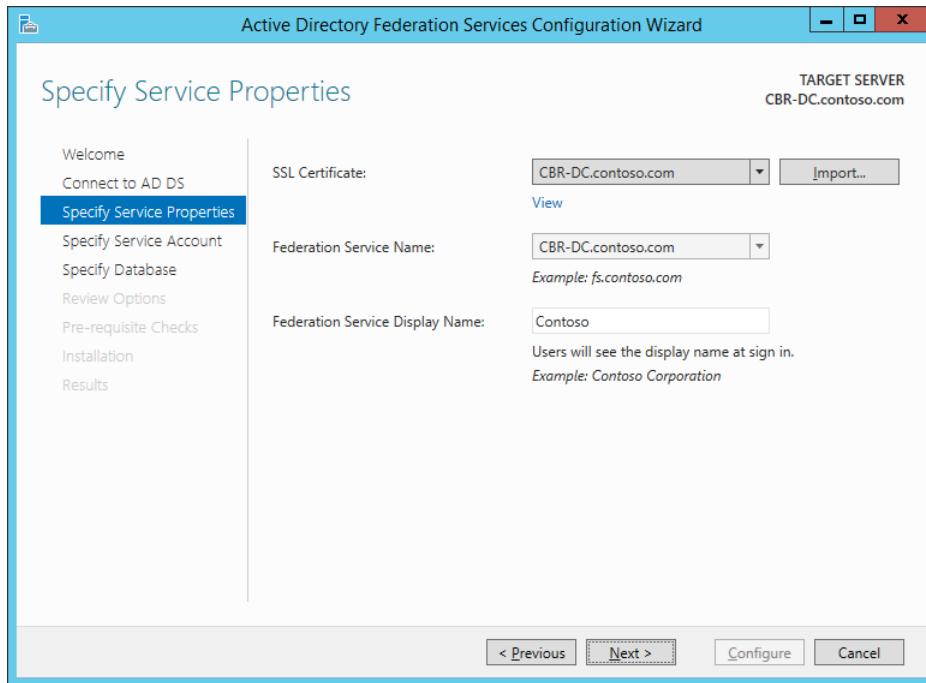 Active Directory Federation Services Configuration Wizard
Specify Service Properties
TARGET SERVER
CBR-DC.contoso.com
Welcome
Connect to AD DS
Specify Service Properties
Specify Service Account
Specify Database
Review Options
Pre-requisite Checks
Installation
Results
SSL Certificate:
CBR-DC.contoso.com
Import...
View
Federation Service Name:
CBR-DC.contoso.com
Example: fs.contoso.com
Federation Service Display Name:
Contoso
Users will see the display name at sign in.
Example: Contoso Corporation
< Previous
Next >
Configure
Cancel